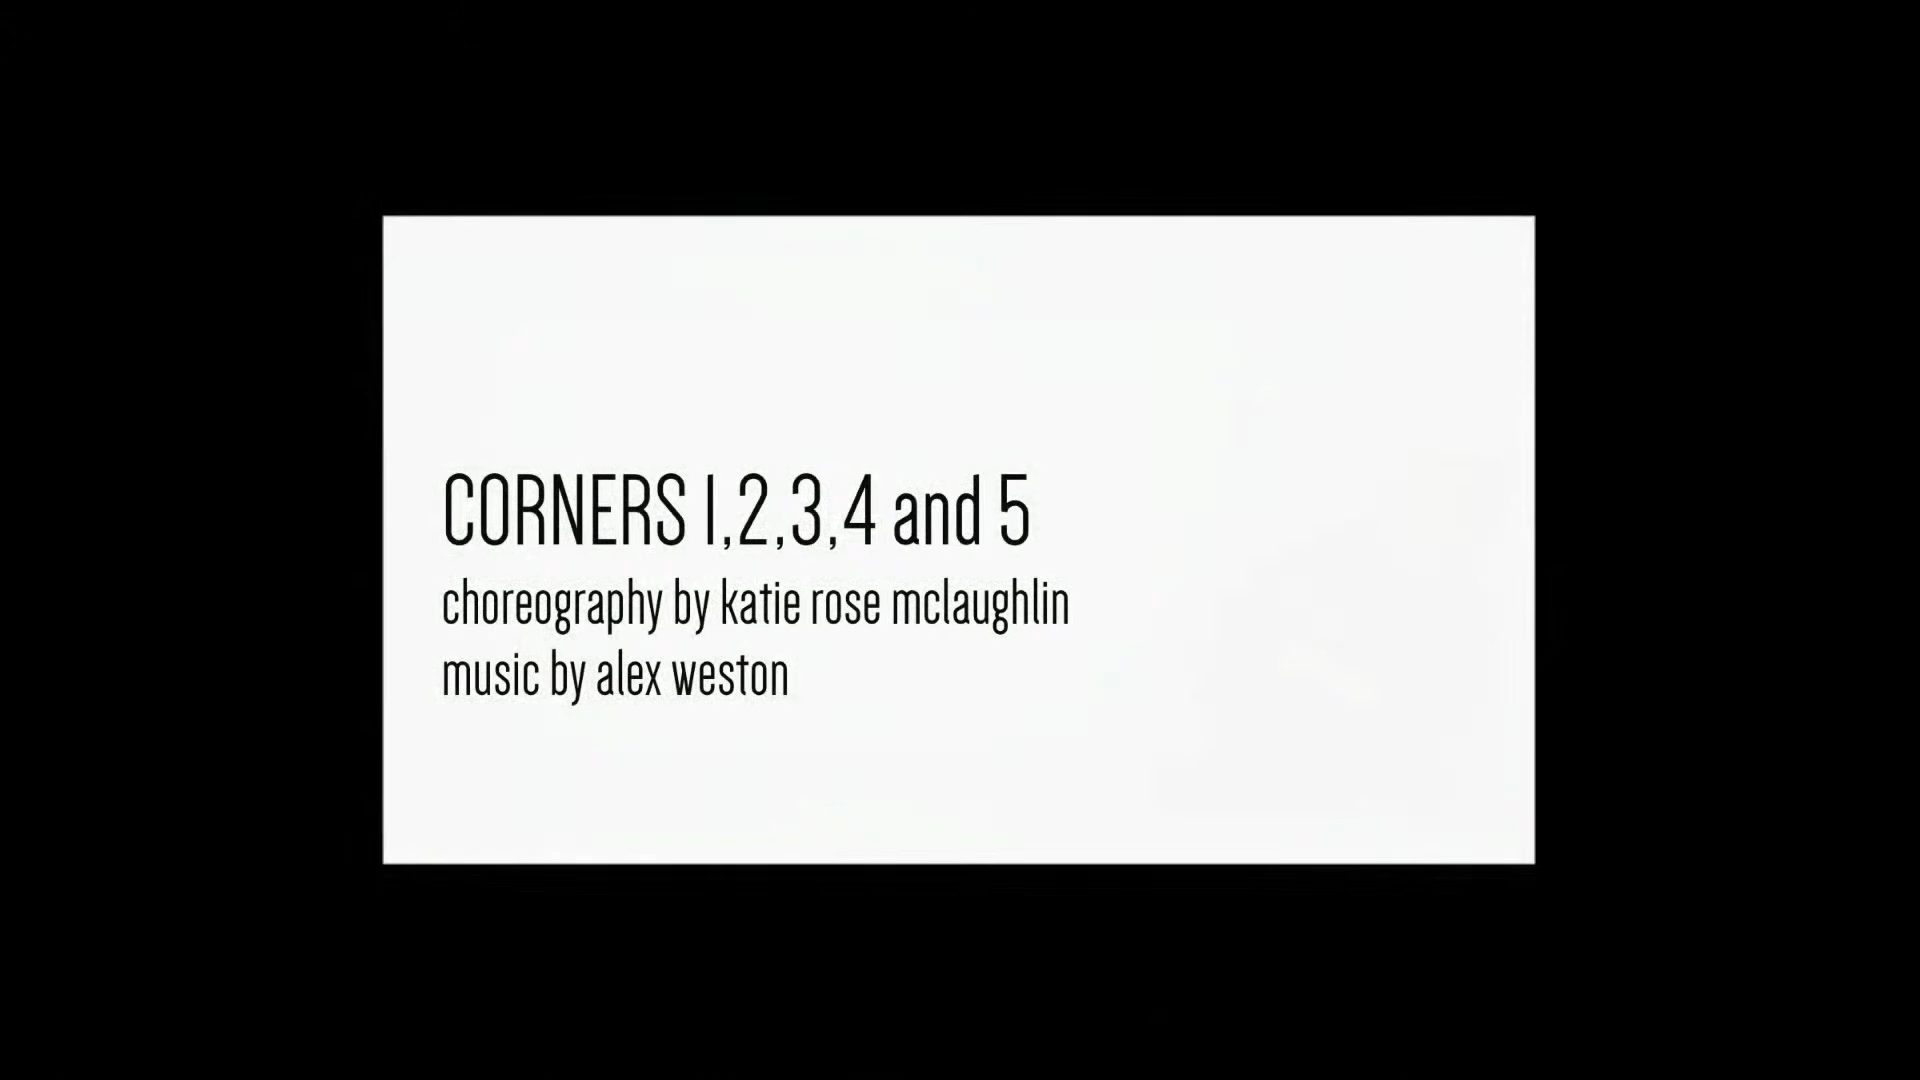 CORNERS 1,2,3,4 and 5
choreography by katie rose mclaughlin
music by alex weston